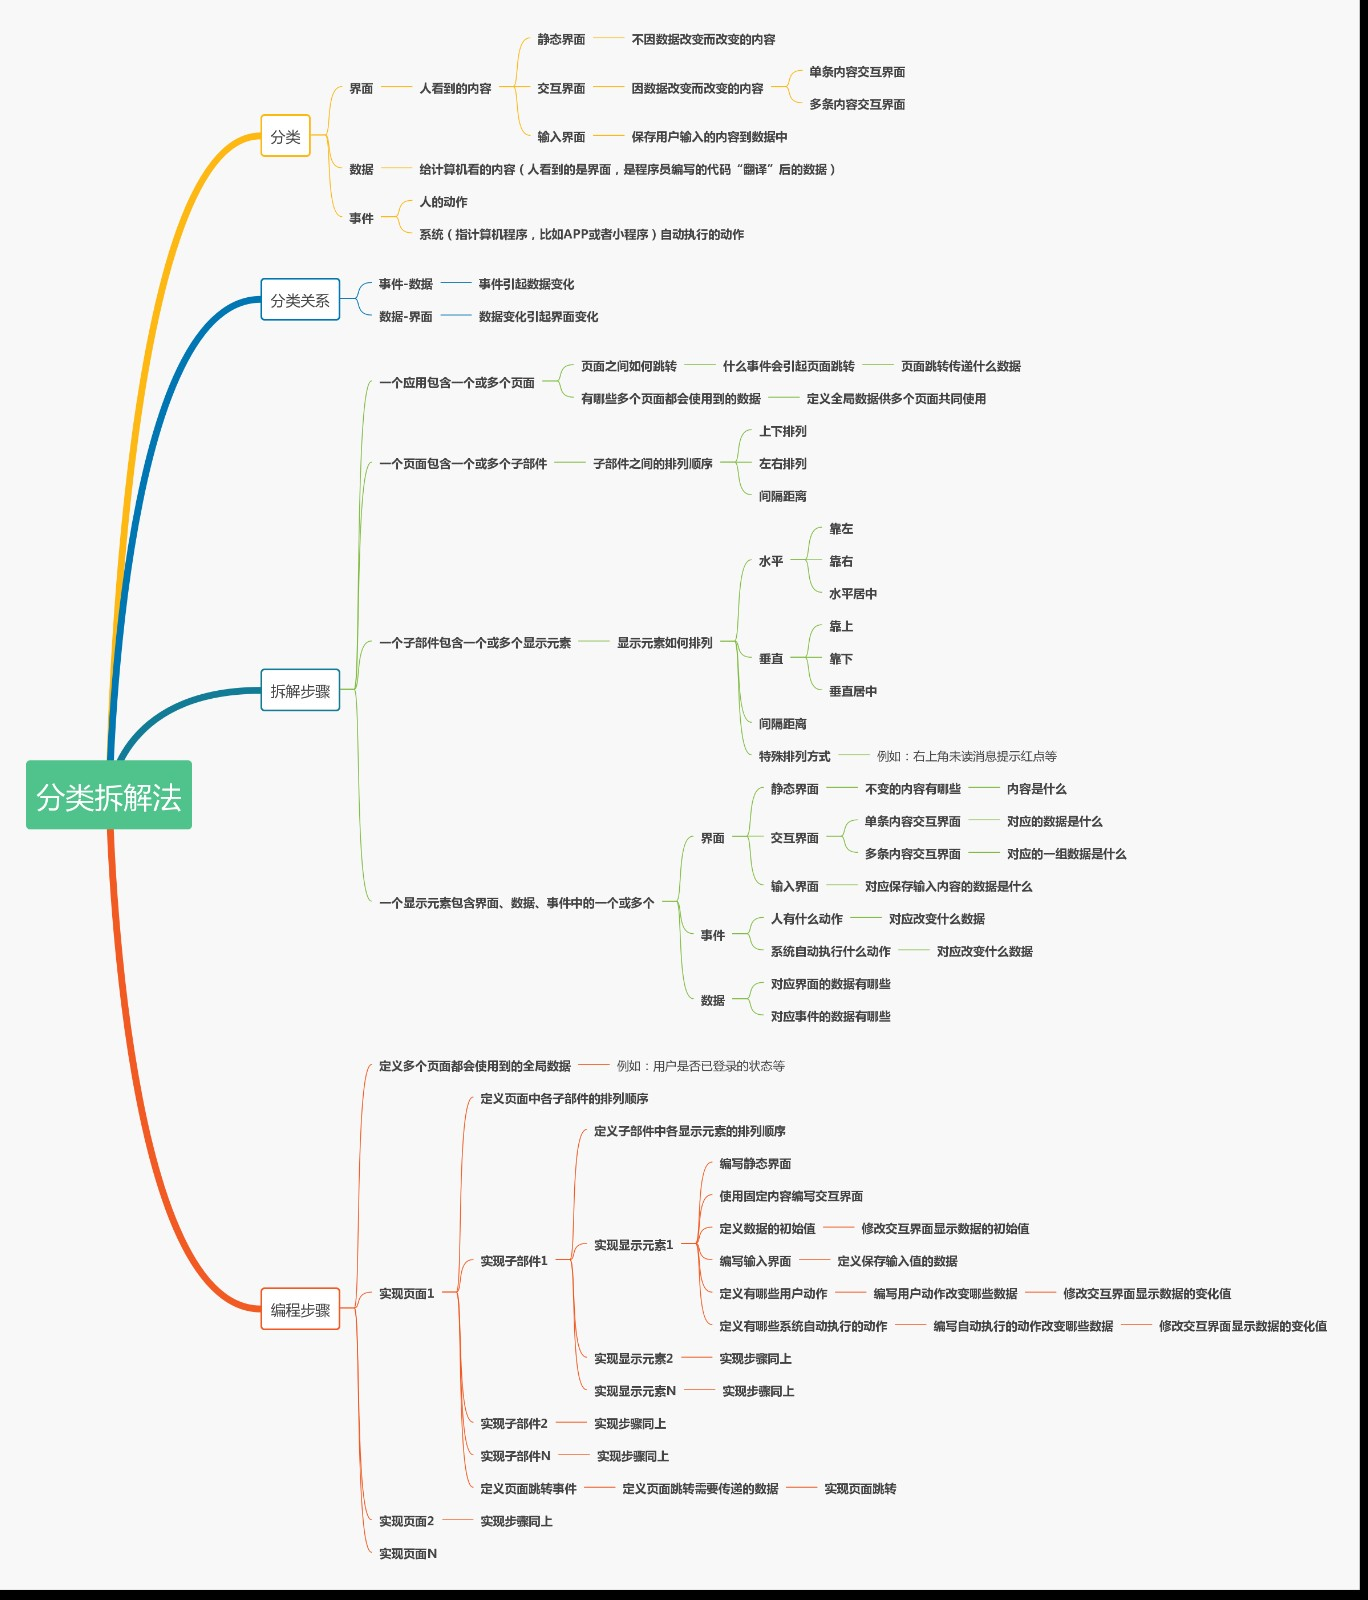 分类拆解法
分类
界面
人看到的内容
静态界面
不因数据改变而改变的内容
交互界面
因数据改变而改变的内容
单条内容交互界面
多条内容交互界面
输入界面
保存用户输入的内容到数据中
数据
给计算机看的内容（人看到的是界面，是程序员编写的代码“翻译”后的数据）
事件
人的动作
系统（指计算机程序，比如APP或者小程序）自动执行的动作
分类关系
事件-数据
事件引起数据变化
数据-界面
数据变化引起界面变化
拆解步骤
一个应用包含一个或多个页面
页面之间如何跳转
什么事件会引起页面跳转
页面跳转传递什么数据
有哪些多个页面都会使用到的数据
定义全局数据供多个页面共同使用
一个页面包含一个或多个子部件
子部件之间的排列顺序
上下排列
左右排列
间隔距离
一个子部件包含一个或多个显示元素
显示元素如何排列
水平
靠左
靠右
水平居中
垂直
靠上
靠下
垂直居中
间隔距离
特殊排列方式
例如：右上角未读消息提示红点等
一个显示元素包含界面、数据、事件中的一个或多个
界面
静态界面
不变的内容有哪些
内容是什么
交互界面
单条内容交互界面
对应的数据是什么
多条内容交互界面
对应的一组数据是什么
输入界面
对应保存输入内容的数据是什么
事件
人有什么动作
对应改变什么数据
系统自动执行什么动作
对应改变什么数据
数据
对应界面的数据有哪些
对应事件的数据有哪些
编程步骤
定义多个页面都会使用到的全局数据
例如：用户是否已登录的状态等
实现页面1
定义页面中各子部件的排列顺序
实现子部件1
定义子部件中各显示元素的排列顺序
实现显示元素1
编写静态界面
使用固定内容编写交互界面
定义数据的初始值
修改交互界面显示数据的初始值
编写输入界面
定义保存输入值的数据
定义有哪些用户动作
编写用户动作改变哪些数据
修改交互界面显示数据的变化值
定义有哪些系统自动执行的动作
编写自动执行的动作改变哪些数据
修改交互界面显示数据的变化值
实现显示元素2
实现步骤同上
实现显示元素N
实现步骤同上
实现子部件2
实现步骤同上
实现子部件N
实现步骤同上
定义页面跳转事件
定义页面跳转需要传递的数据
实现页面跳转
实现页面2
实现步骤同上
实现页面N